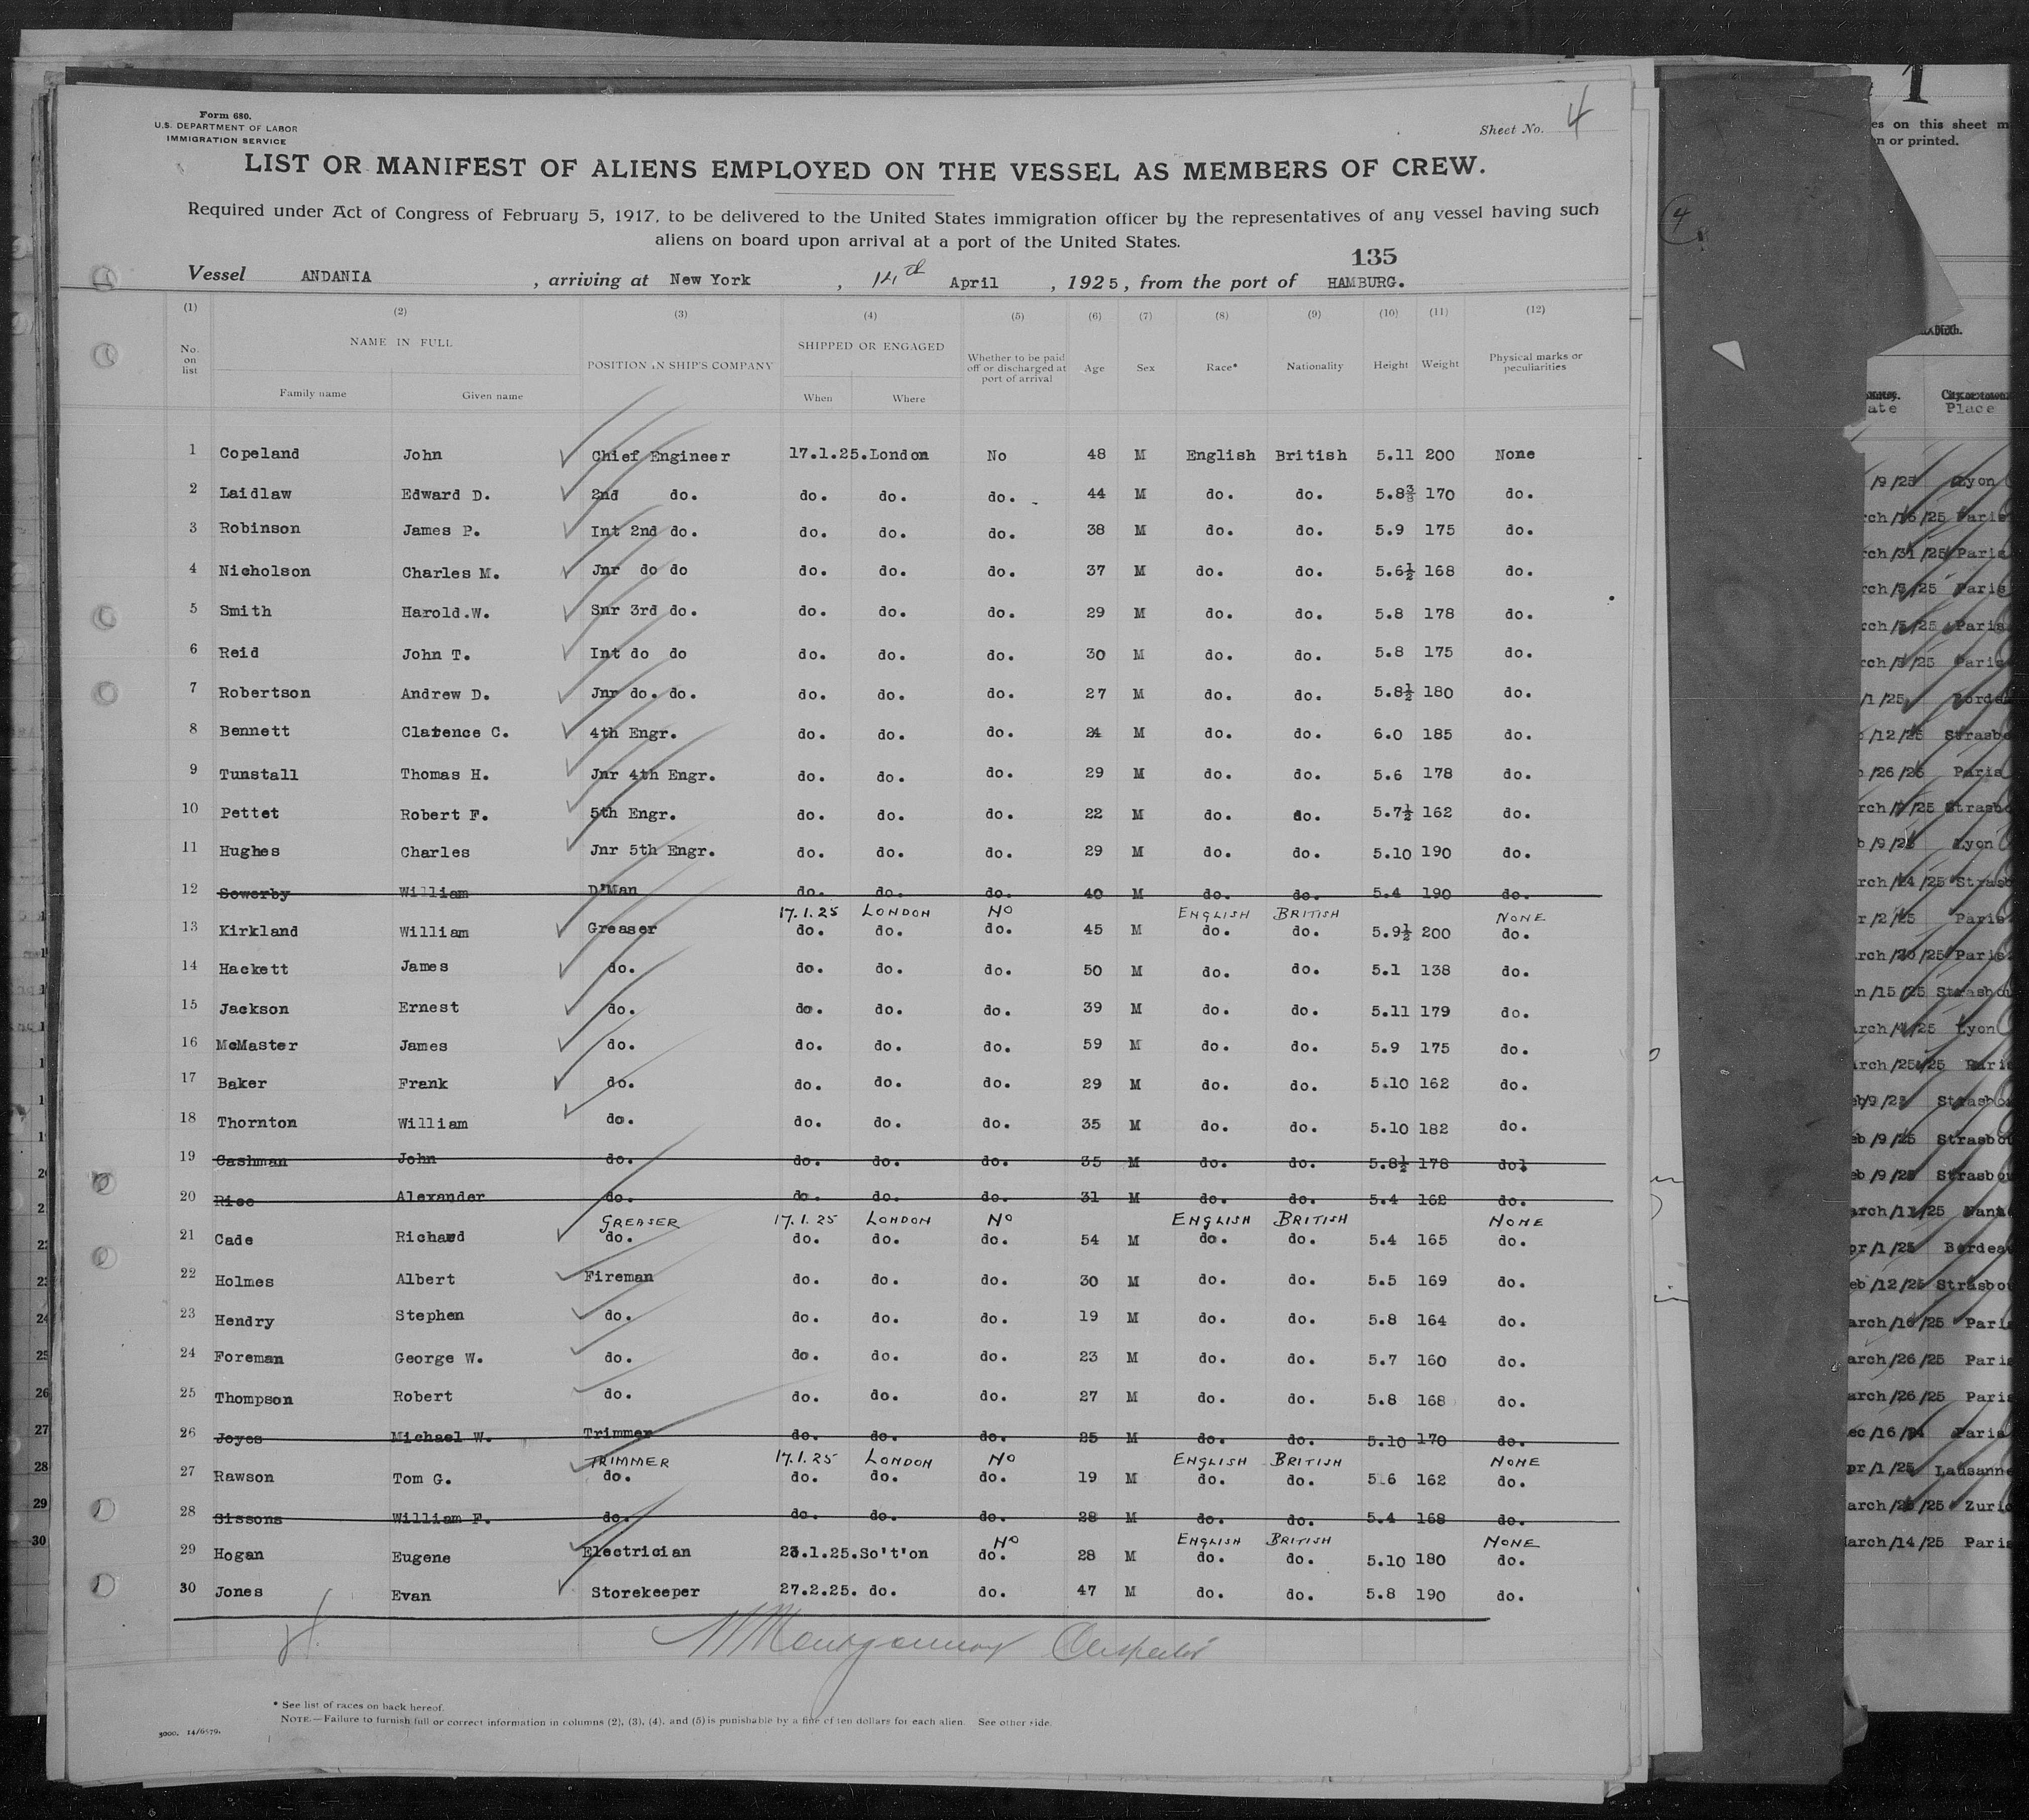 Form 680.
U.S. DEPARTMENT OF LABOR
IMMIGRATION SERVICE
Sheet No. 4
LIST OR MANIFEST OF ALIENS EMPLOYED ON THE VESSEL AS MEMBERS OF CREW.
Required under Act of Congress of February 5, 1917, to be delivered to the United States immigration officer by the representatives of any vessel having such
aliens on board upon arrival at a port of the United States.
135
Vessel ANDANIA , arriving at New York , 14th April , 1925, from the port of HAMBURG.
(1) (2) (3) (4) (5) (6) (7) (8) (9) (10) (11) (12)
No. on list NAME IN FULL POSITION IN SHIP'S COMPANY SHIPPED OR ENGAGED Whether to be paid off or discharged at port of arrival Age Sex Race* Nationality Height Weight Physical marks or peculiarities
Family name Given name When Where
1 Copeland John Chief Engineer 17.1.25. London No 48 M English British 5.11 200 None
2 Laidlaw Edward D. 2nd do. do. do. do. 44 M do. do. 5.8¾ 170 do.
3 Robinson James P. Int 2nd do. do. do. do. 38 M do. do. 5.9 175 do.
4 Nicholson Charles M. Jnr do do do. do. do. 37 M do. do. 5.6½ 168 do.
5 Smith Harold.W. Snr 3rd do. do. do. do. 29 M do. do. 5.8 178 do.
6 Reid John T. Int do do do. do. do. 30 M do. do. 5.8 175 do.
7 Robertson Andrew D. Jnr do. do. do. do. do. 27 M do. do. 5.8½ 180 do.
8 Bennett Clarence C. 4th Engr. do. do. do. 24 M do. do. 6.0 185 do.
9 Tunstall Thomas H. Jnr 4th Engr. do. do. do. 29 M do. do. 5.6 178 do.
10 Pettet Robert F. 5th Engr. do. do. do. 22 M do. do. 5.7½ 162 do.
11 Hughes Charles Jnr 5th Engr. do. do. do. 29 M do. do. 5.10 190 do.
12 Sowerby William D'Man do. do. do. 40 M do. do. 5.4 190 do.
17.1.25 LONDON NO ENGLISH BRITISH NONE
13 Kirkland William Greaser do. do. do. 45 M do. do. 5.9½ 200 do.
14 Hackett James do. do. do. do. 50 M do. do. 5.1 138 do.
15 Jackson Ernest do. do. do. do. 39 M do. do. 5.11 179 do.
16 McMaster James do. do. do. do. 59 M do. do. 5.9 175 do.
17 Baker Frank do. do. do. do. 29 M do. do. 5.10 162 do.
18 Thornton William do. do. do. do. 35 M do. do. 5.10 182 do.
19 Cashman John do. do. do. do. 35 M do. do. 5.8½ 178 do.
20 Rice Alexander do. do. do. do. 31 M do. do. 5.4 162 do.
GREASER 17.1.25 LONDON NO ENGLISH BRITISH NONE
21 Cade Richard do. do. do. do. 54 M do. do. 5.4 165 do.
22 Holmes Albert Fireman do. do. do. 30 M do. do. 5.5 169 do.
23 Hendry Stephen do. do. do. do. 19 M do. do. 5.8 164 do.
24 Foreman George W. do. do. do. do. 23 M do. do. 5.7 160 do.
25 Thompson Robert do. do. do. do. 27 M do. do. 5.8 168 do.
26 Joyes Michael W. Trimmer do. do. do. 25 M do. do. 5.10 170 do.
TRIMMER 17.1.25 LONDON NO ENGLISH BRITISH NONE
27 Rawson Tom G. do. do. do. do. 19 M do. do. 5 6 162 do.
28 Sissons William F. do. do. do. do. 28 M do. do. 5.4 168 do.
NO ENGLISH BRITISH NONE
29 Hogan Eugene Electrician 23.1.25. So't'on do. 28 M do. do. 5.10 180 do.
30 Jones Evan Storekeeper 27.2.25. do. do. 47 M do. do. 5.8 190 do.
Montgomery Inspector
* See list of races on back hereof.
NOTE.—Failure to furnish full or correct information in columns (2), (3), (4), and (5) is punishable by a fine of ten dollars for each alien. See other side.
3000. 14/6579.